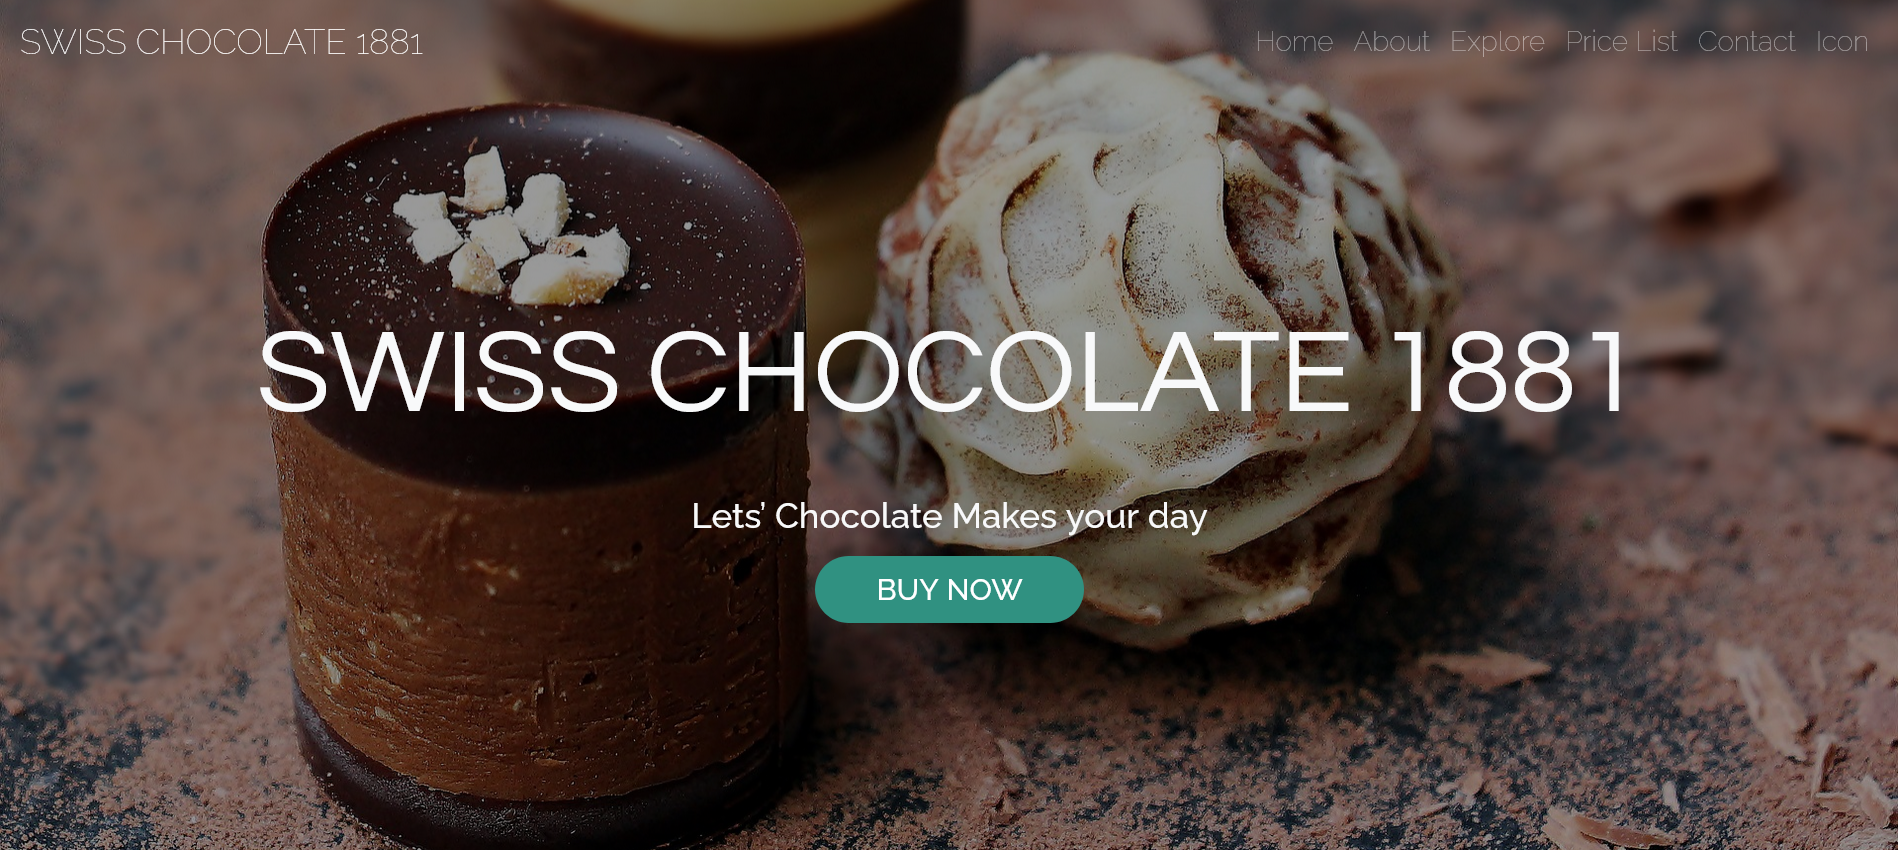 SWISS CHOCOLATE 1881
Home About Explore Price List Contact Icon
SWISS CHOCOLATE 1881
Lets’ Chocolate Makes your day
BUY NOW